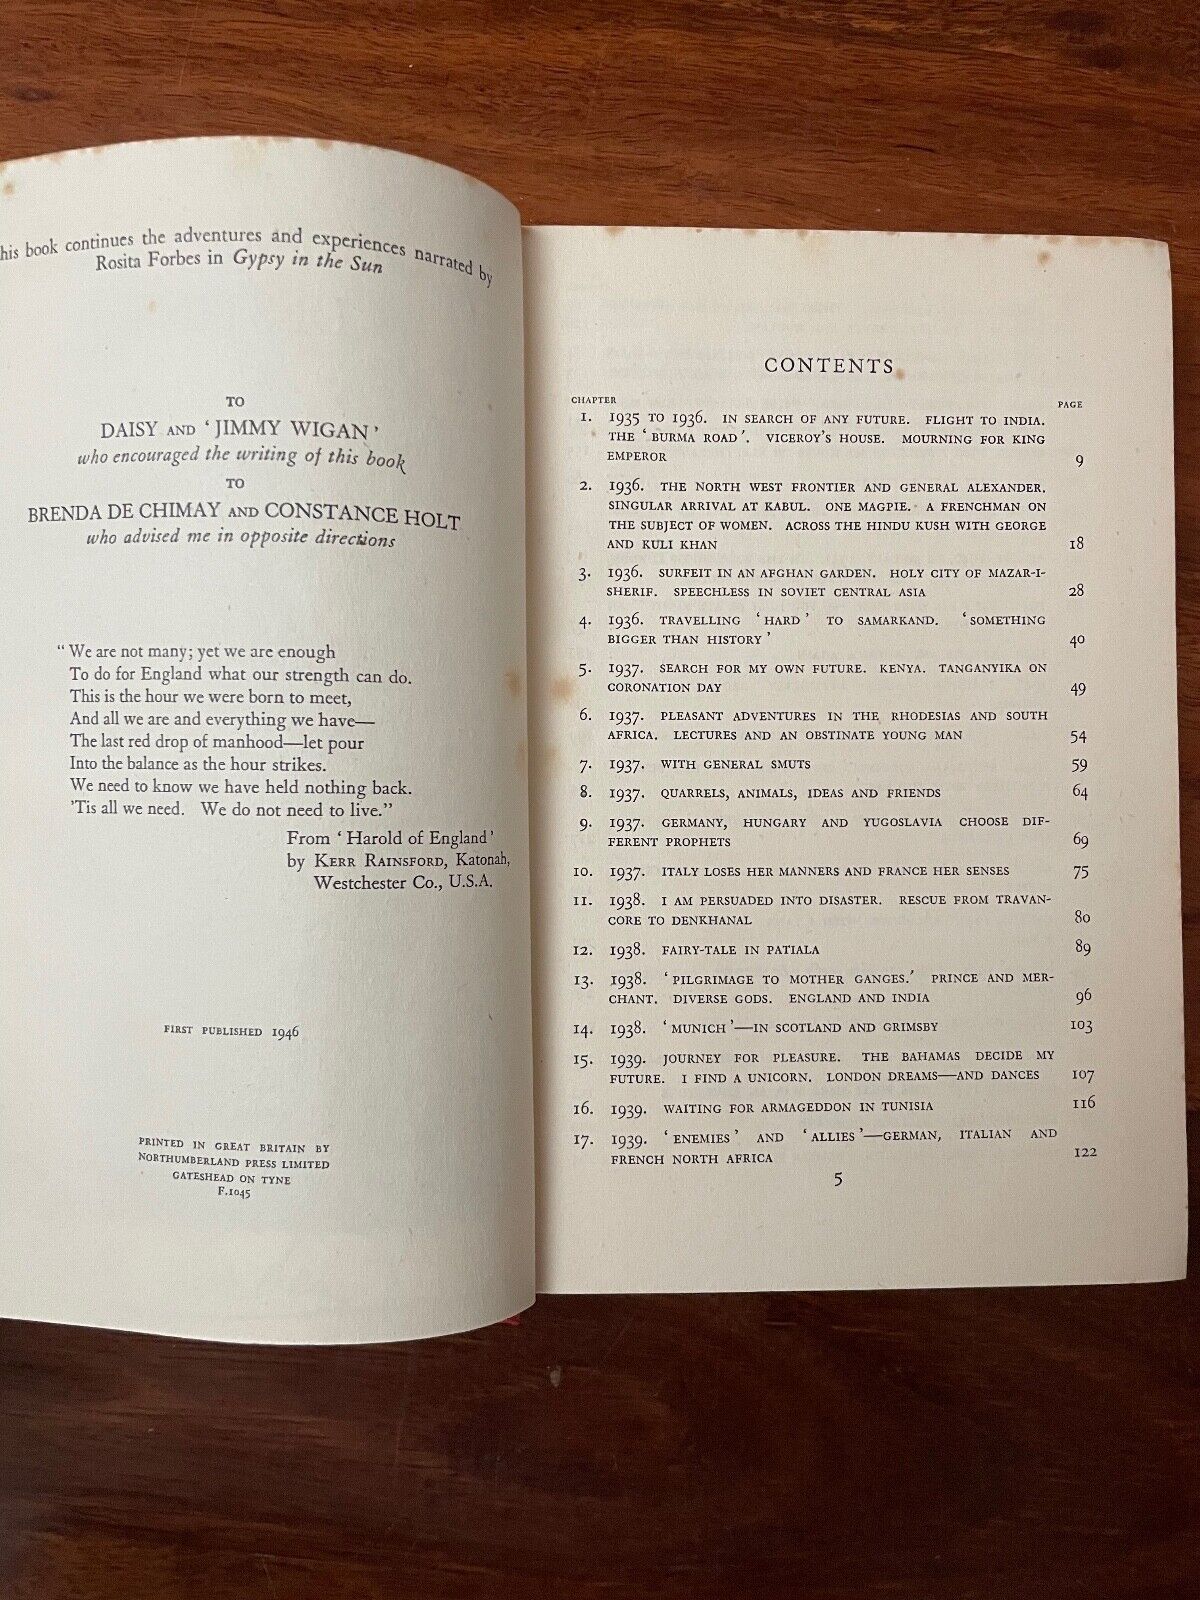 his book continues the adventures and experiences narrated by
Rosita Forbes in Gypsy in the Sun
TO
DAISY AND ‘JIMMY WIGAN’
who encouraged the writing of this book
TO
BRENDA DE CHIMAY AND CONSTANCE HOLT
who advised me in opposite directions
“We are not many; yet we are enough
To do for England what our strength can do.
This is the hour we were born to meet,
And all we are and everything we have—
The last red drop of manhood—let pour
Into the balance as the hour strikes.
We need to know we have held nothing back.
’Tis all we need. We do not need to live.”
From ‘Harold of England’
by KERR RAINSFORD, Katonah,
Westchester Co., U.S.A.
FIRST PUBLISHED 1946
PRINTED IN GREAT BRITAIN BY
NORTHUMBERLAND PRESS LIMITED
GATESHEAD ON TYNE
F.1045
CONTENTS
CHAPTER PAGE
1. 1935 TO 1936. IN SEARCH OF ANY FUTURE. FLIGHT TO INDIA.
THE ‘BURMA ROAD’. VICEROY’S HOUSE. MOURNING FOR KING
EMPEROR 9
2. 1936. THE NORTH WEST FRONTIER AND GENERAL ALEXANDER.
SINGULAR ARRIVAL AT KABUL. ONE MAGPIE. A FRENCHMAN ON
THE SUBJECT OF WOMEN. ACROSS THE HINDU KUSH WITH GEORGE
AND KULI KHAN 18
3. 1936. SURFEIT IN AN AFGHAN GARDEN. HOLY CITY OF MAZAR-I-
SHERIF. SPEECHLESS IN SOVIET CENTRAL ASIA 28
4. 1936. TRAVELLING ‘HARD’ TO SAMARKAND. ‘SOMETHING
BIGGER THAN HISTORY’ 40
5. 1937. SEARCH FOR MY OWN FUTURE. KENYA. TANGANYIKA ON
CORONATION DAY 49
6. 1937. PLEASANT ADVENTURES IN THE RHODESIAS AND SOUTH
AFRICA. LECTURES AND AN OBSTINATE YOUNG MAN 54
7. 1937. WITH GENERAL SMUTS 59
8. 1937. QUARRELS, ANIMALS, IDEAS AND FRIENDS 64
9. 1937. GERMANY, HUNGARY AND YUGOSLAVIA CHOOSE DIF-
FERENT PROPHETS 69
10. 1937. ITALY LOSES HER MANNERS AND FRANCE HER SENSES 75
11. 1938. I AM PERSUADED INTO DISASTER. RESCUE FROM TRAVAN-
CORE TO DENKHANAL 80
12. 1938. FAIRY-TALE IN PATIALA 89
13. 1938. ‘PILGRIMAGE TO MOTHER GANGES.’ PRINCE AND MER-
CHANT. DIVERSE GODS. ENGLAND AND INDIA 96
14. 1938. ‘MUNICH’—IN SCOTLAND AND GRIMSBY 103
15. 1939. JOURNEY FOR PLEASURE. THE BAHAMAS DECIDE MY
FUTURE. I FIND A UNICORN. LONDON DREAMS—AND DANCES 107
16. 1939. WAITING FOR ARMAGEDDON IN TUNISIA 116
17. 1939. ‘ENEMIES’ AND ‘ALLIES’—GERMAN, ITALIAN AND
FRENCH NORTH AFRICA 122
5